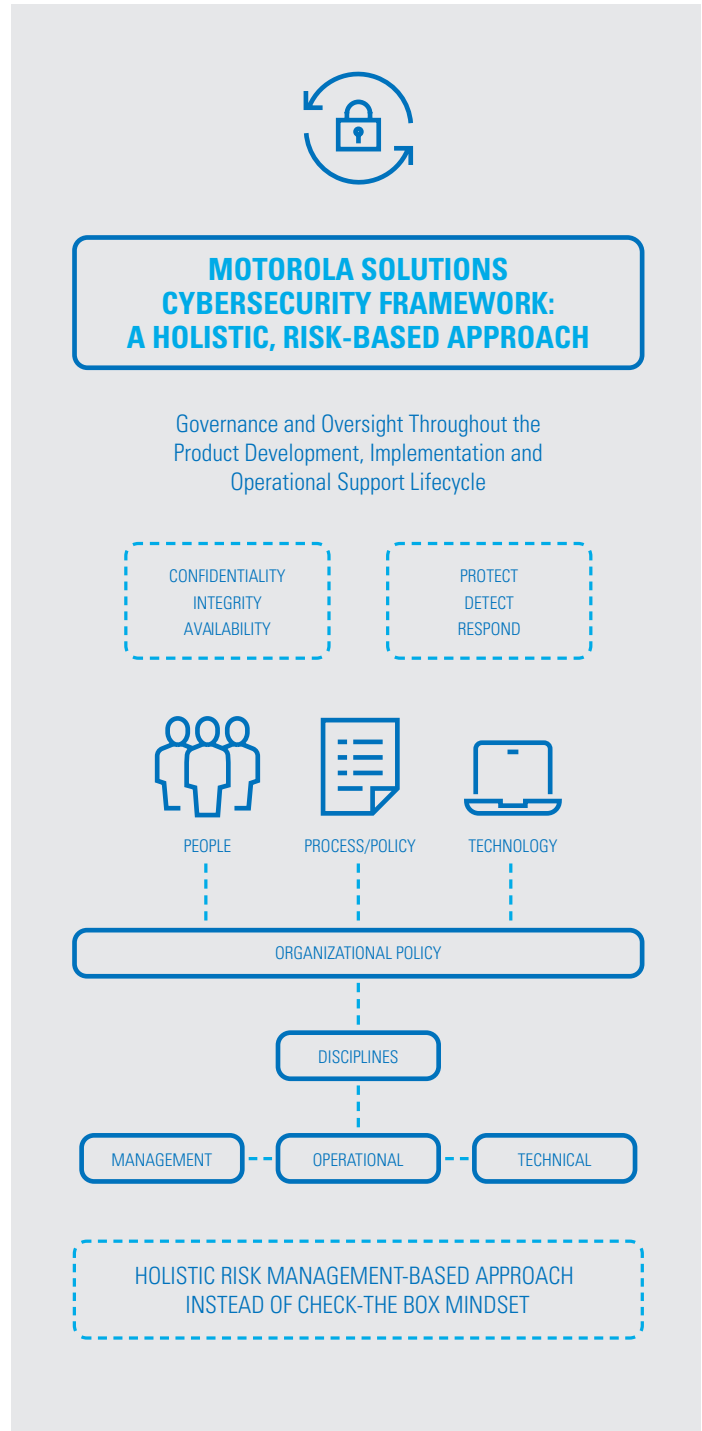 MOTOROLA SOLUTIONS
CYBERSECURITY FRAMEWORK:
A HOLISTIC, RISK-BASED APPROACH
Governance and Oversight Throughout the
Product Development, Implementation and
Operational Support Lifecycle
CONFIDENTIALITY
INTEGRITY
AVAILABILITY
PROTECT
DETECT
RESPOND
PEOPLE
PROCESS/POLICY
TECHNOLOGY
ORGANIZATIONAL POLICY
DISCIPLINES
MANAGEMENT
OPERATIONAL
TECHNICAL
HOLISTIC RISK MANAGEMENT-BASED APPROACH
INSTEAD OF CHECK-THE BOX MINDSET